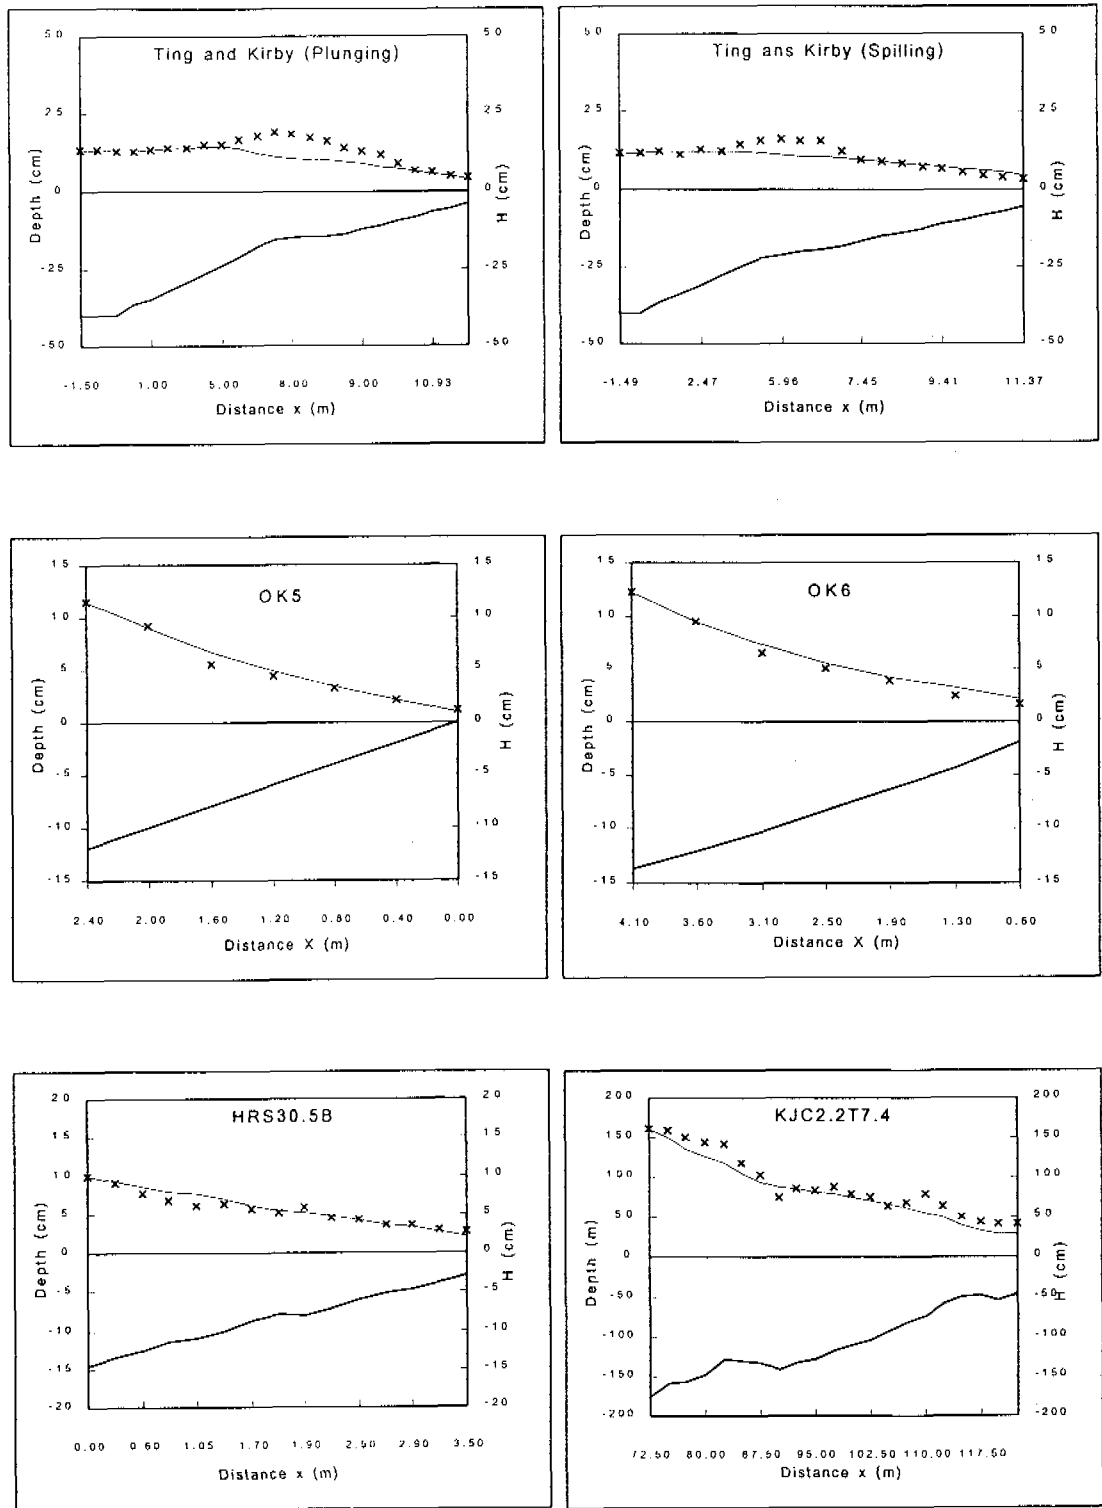 Ting and Kirby (Plunging)
50
25
0
-25
-50
Depth (cm)
50
25
0
-25
-50
H (cm)
-1.50 1.00 5.00 8.00 9.00 10.93
Distance x (m)
Ting ans Kirby (Spilling)
50
25
0
-25
-50
Depth (cm)
50
25
0
-25
-50
H (cm)
-1.49 2.47 5.96 7.45 9.41 11.37
Distance x (m)
OK5
15
10
5
0
-5
-10
-15
Depth (cm)
15
10
5
0
-5
-10
-15
H (cm)
2.40 2.00 1.60 1.20 0.80 0.40 0.00
Distance X (m)
OK6
15
10
5
0
-5
-10
-15
Depth (cm)
15
10
5
0
-5
-10
-15
H (cm)
4.10 3.60 3.10 2.50 1.90 1.30 0.60
Distance X (m)
HRS30.5B
20
15
10
5
0
-5
-10
-15
-20
Depth (cm)
20
15
10
5
0
-5
-10
-15
-20
H (cm)
0.00 0.60 1.05 1.70 1.90 2.50 2.90 3.50
Distance x (m)
KJC2.2T7.4
200
150
100
50
0
-50
-100
-150
-200
Depth (m)
200
150
100
50
0
-50
-100
-150
-200
H (cm)
72.50 80.00 87.50 95.00 102.50 110.00 117.50
Distance x (m)